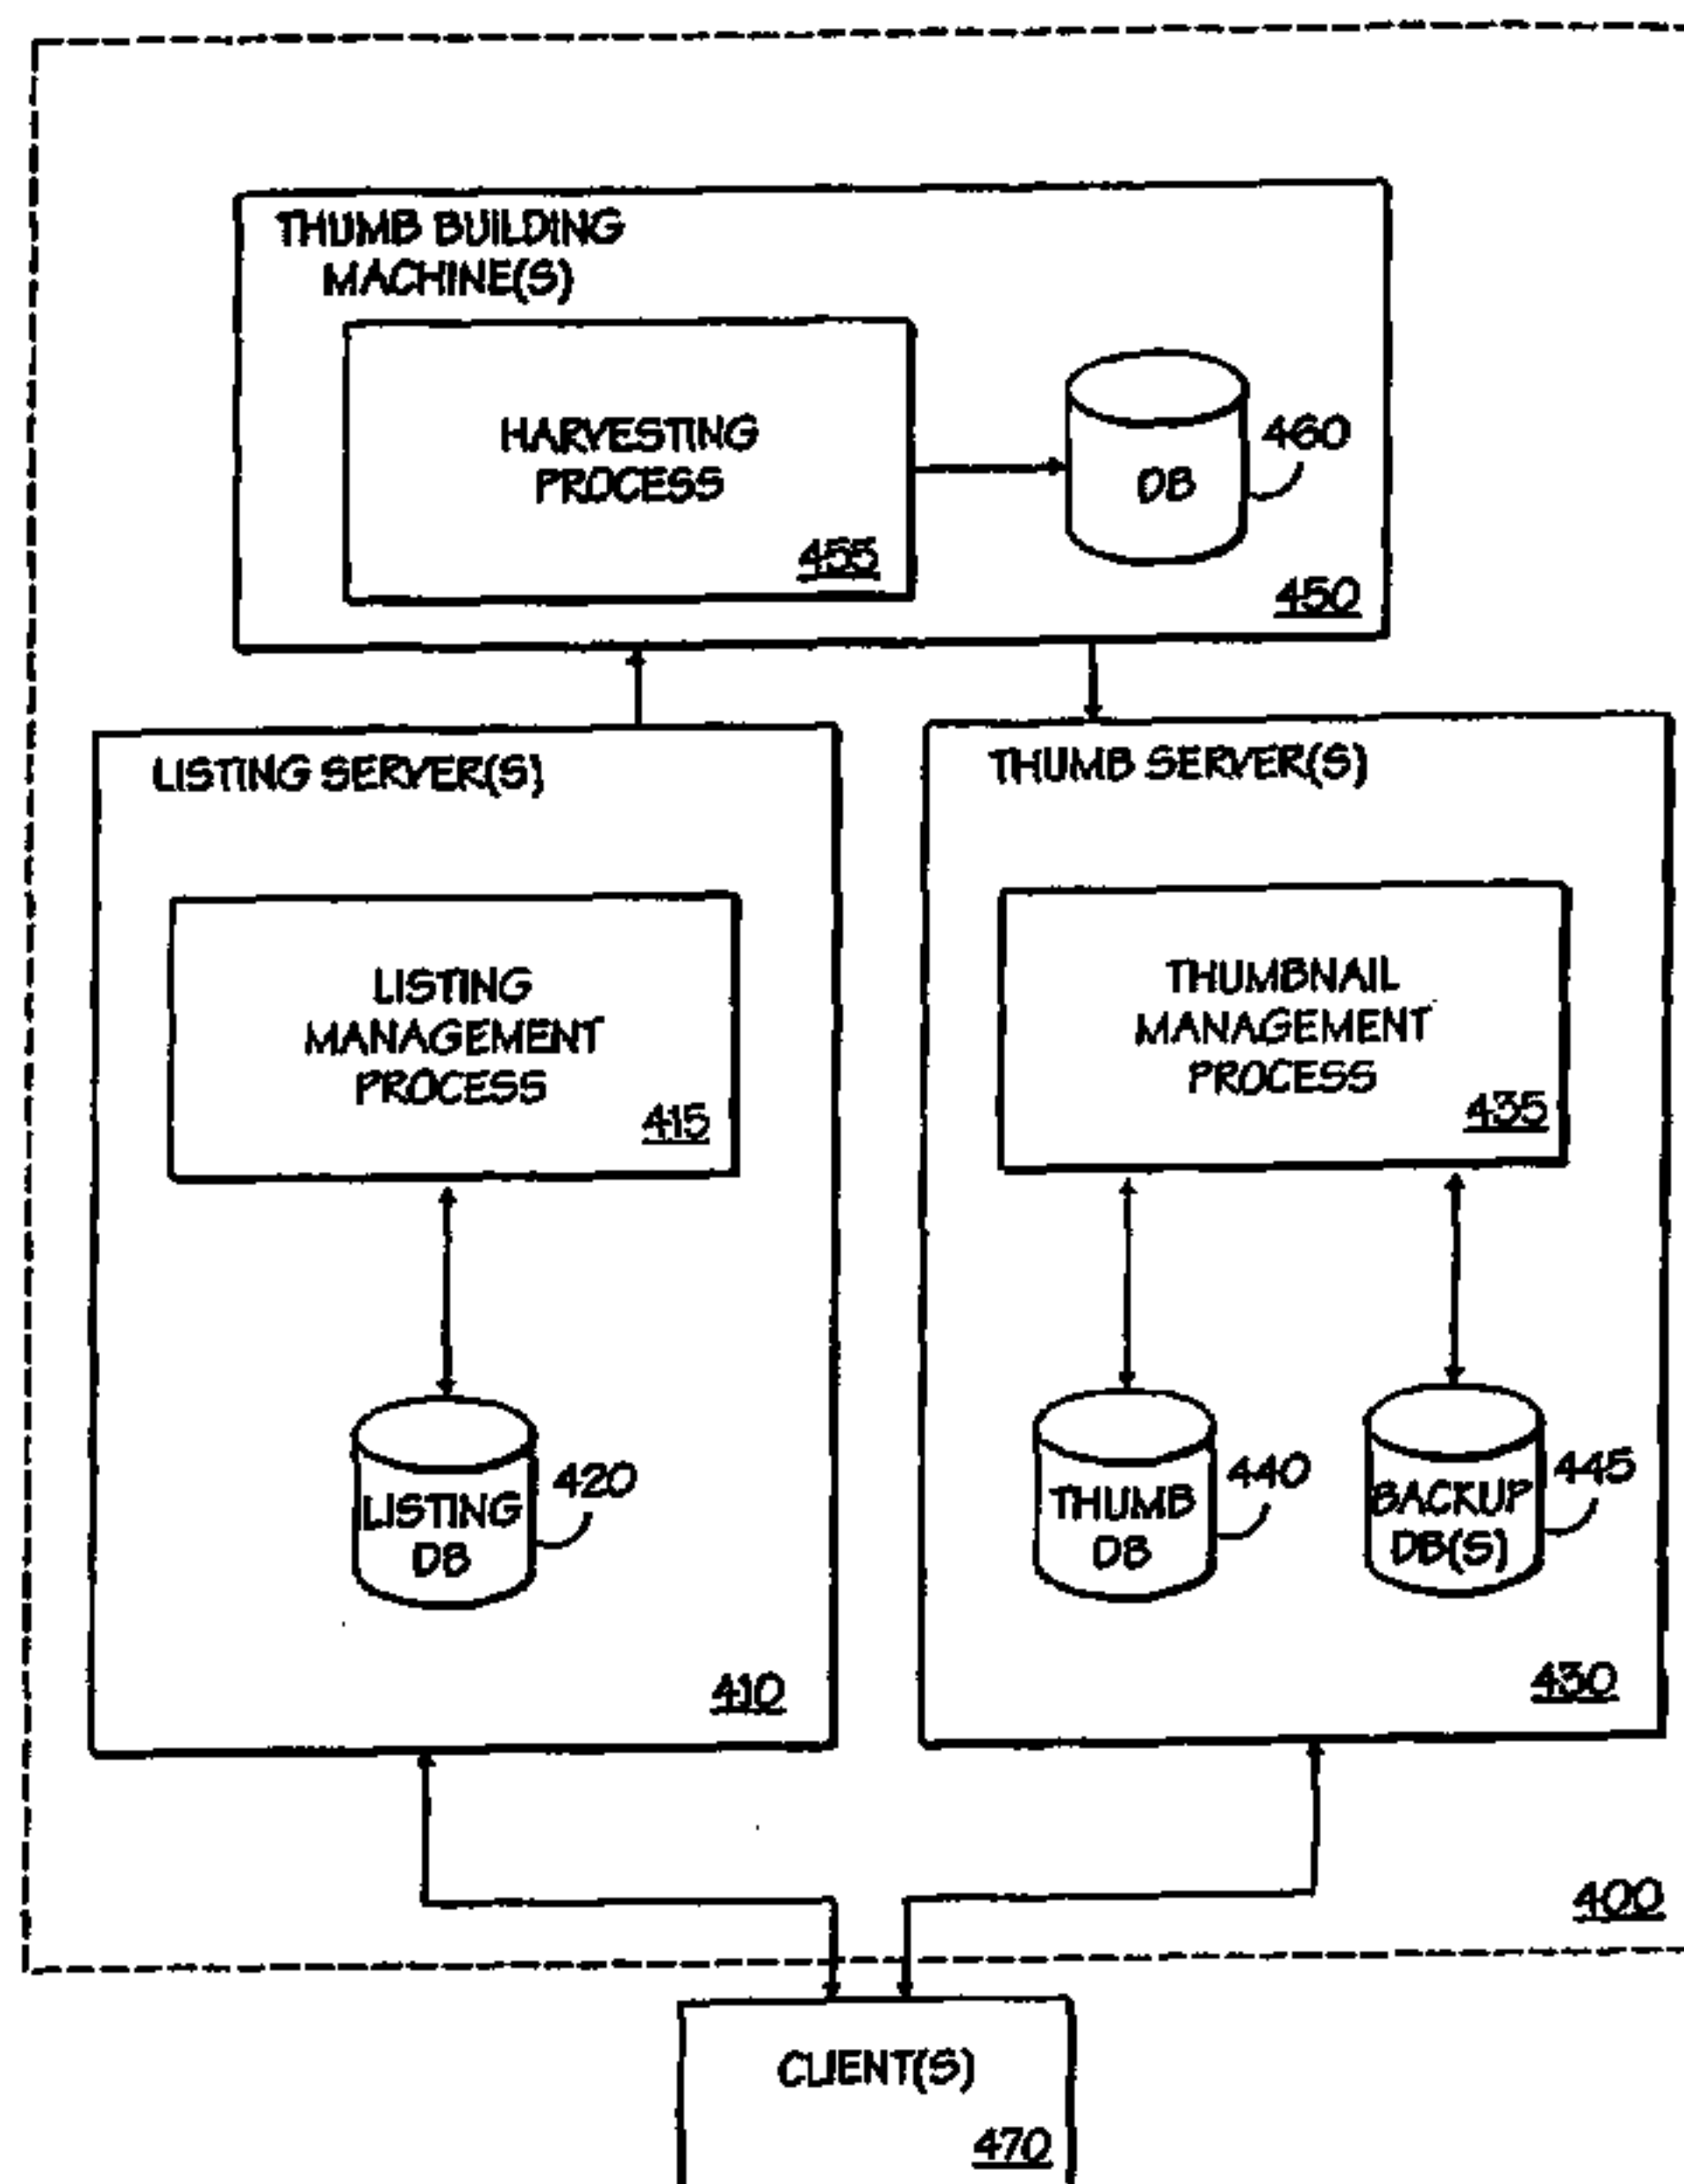 THUMB BUILDING
MACHINE(S)
HARVESTING
PROCESS
455
DB
460
450
LISTING SERVER(S)
LISTING
MANAGEMENT
PROCESS
415
LISTING
DB
420
410
THUMB SERVER(S)
THUMBNAIL
MANAGEMENT
PROCESS
435
THUMB
DB
440
BACKUP
DB(S)
445
430
400
CLIENT(S)
470